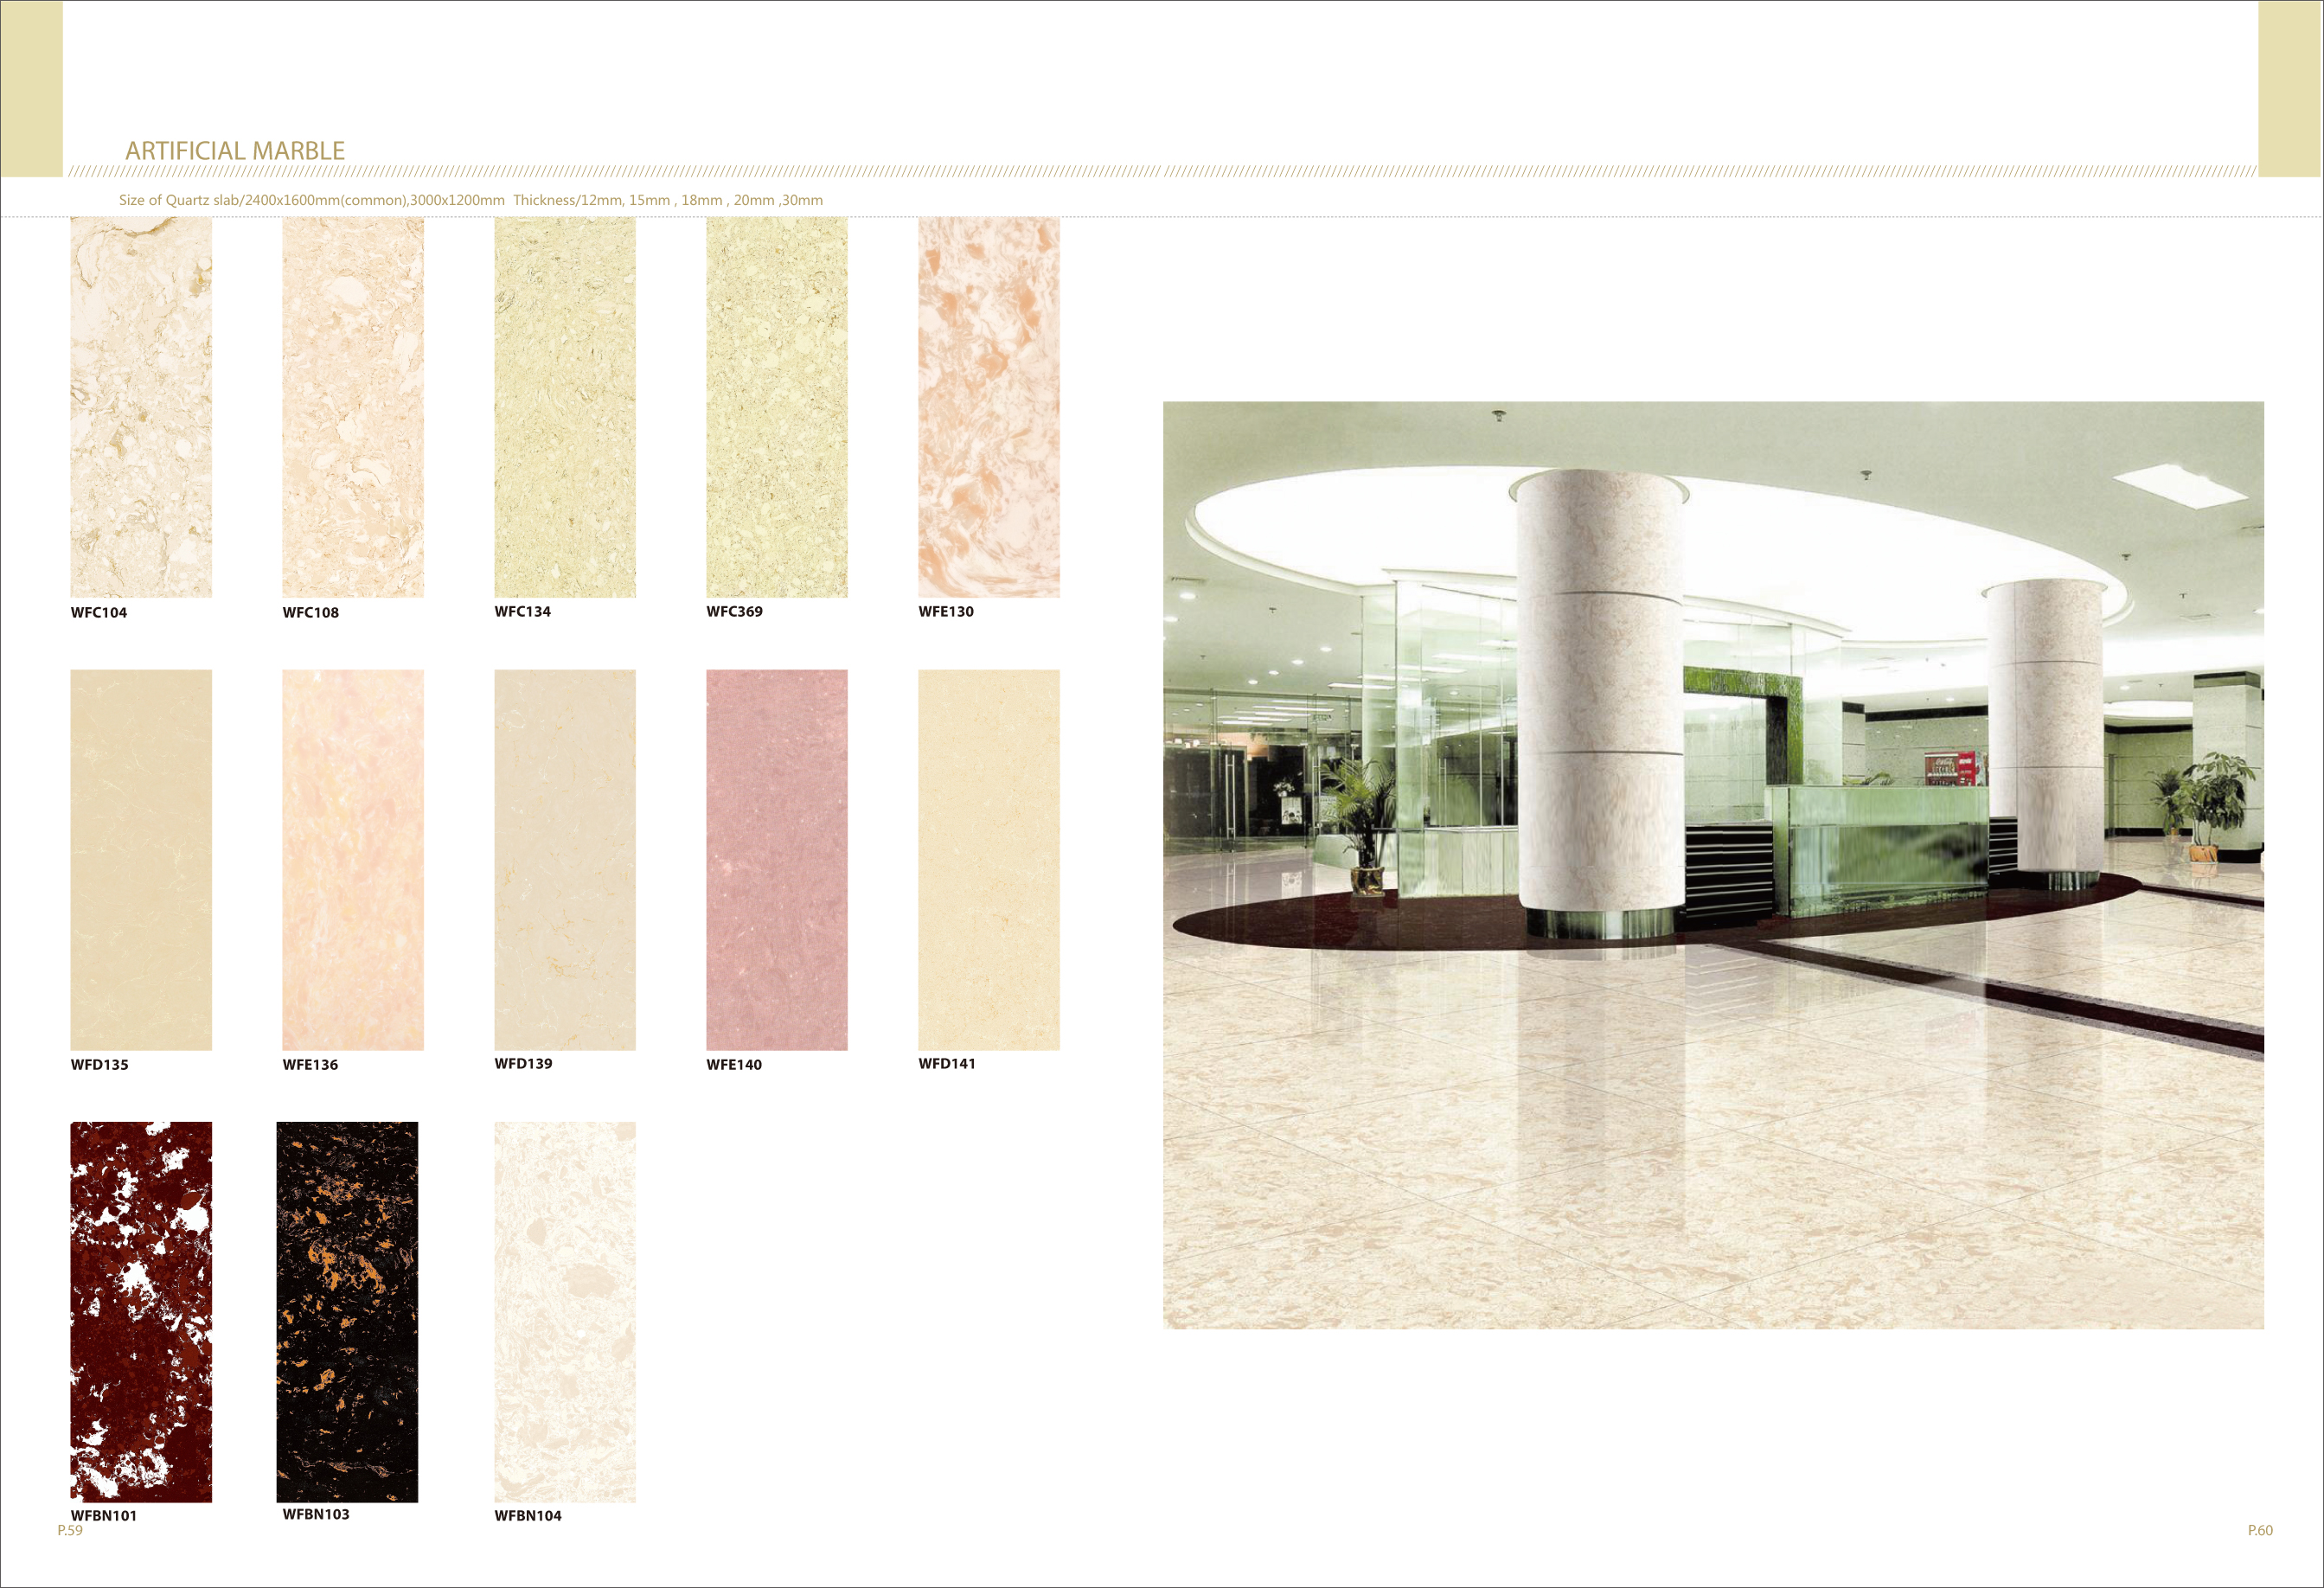 ARTIFICIAL MARBLE
Size of Quartz slab/2400x1600mm(common),3000x1200mm  Thickness/12mm, 15mm , 18mm , 20mm ,30mm
WFC104
WFC108
WFC134
WFC369
WFE130
WFD135
WFE136
WFD139
WFE140
WFD141
WFBN101
WFBN103
WFBN104
P.59
P.60